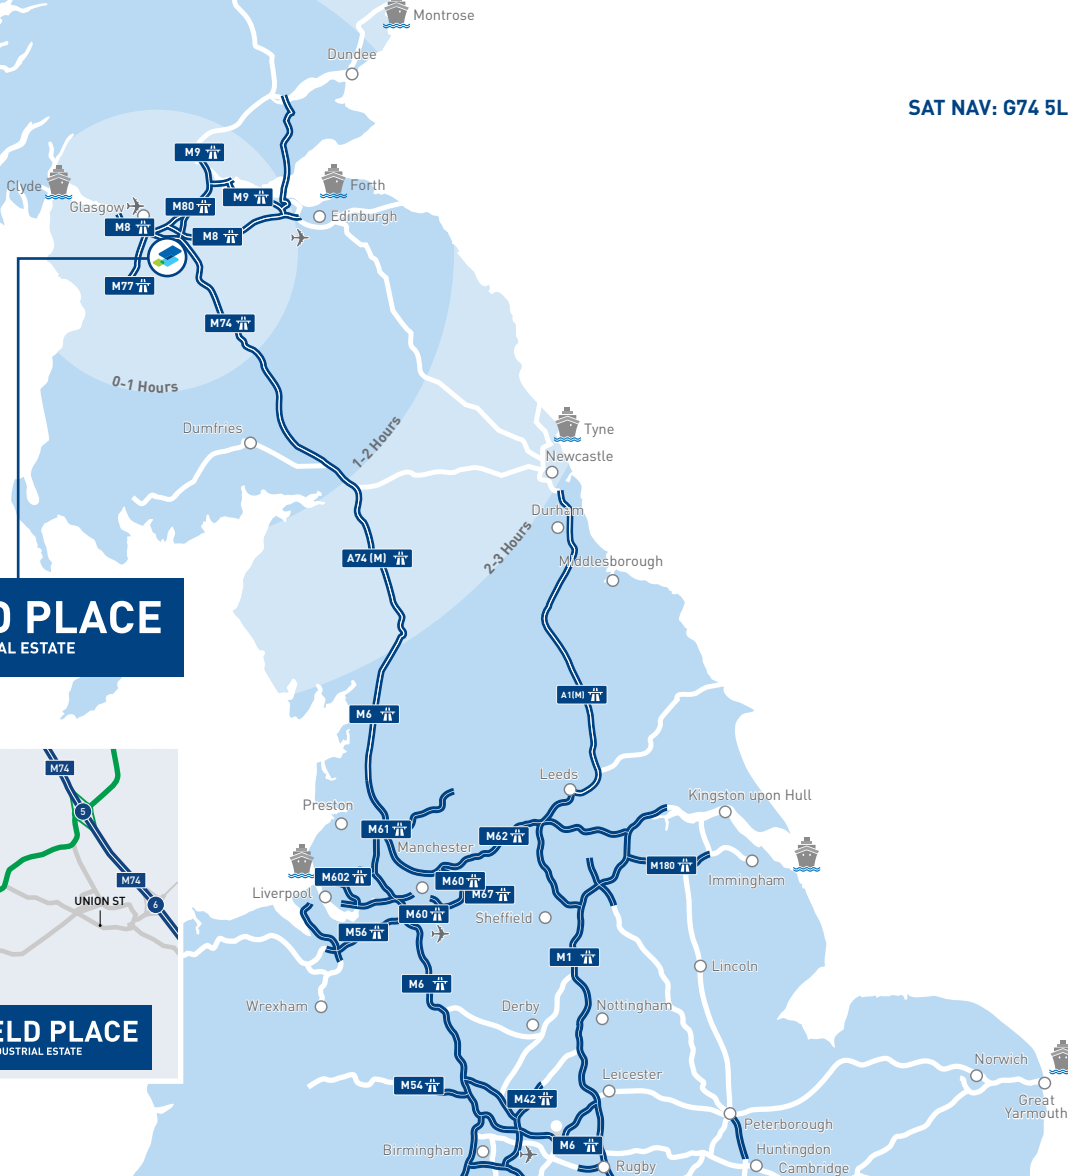 Montrose
Dundee
SAT NAV: G74 5L
M9
Clyde
Forth
M9
Glasgow
M80
Edinburgh
M8
M8
M77
M74
0-1 Hours
Dumfries
1-2 Hours
Tyne
Newcastle
Durham
2-3 Hours
A74 (M)
Middlesborough
PLACE
ESTATE
A1(M)
M6
M74
5
M74
UNION ST
6
PLACE
ESTATE
Leeds
Preston
Kingston upon Hull
M61
M62
Manchester
M180
M602
M60
Immingham
Liverpool
M67
M60
Sheffield
M56
M1
Lincoln
M6
Wrexham
Derby
Nottingham
Norwich
Leicester
M54
M42
Great
Yarmouth
Peterborough
M6
Birmingham
Huntingdon
Rugby
Cambridge